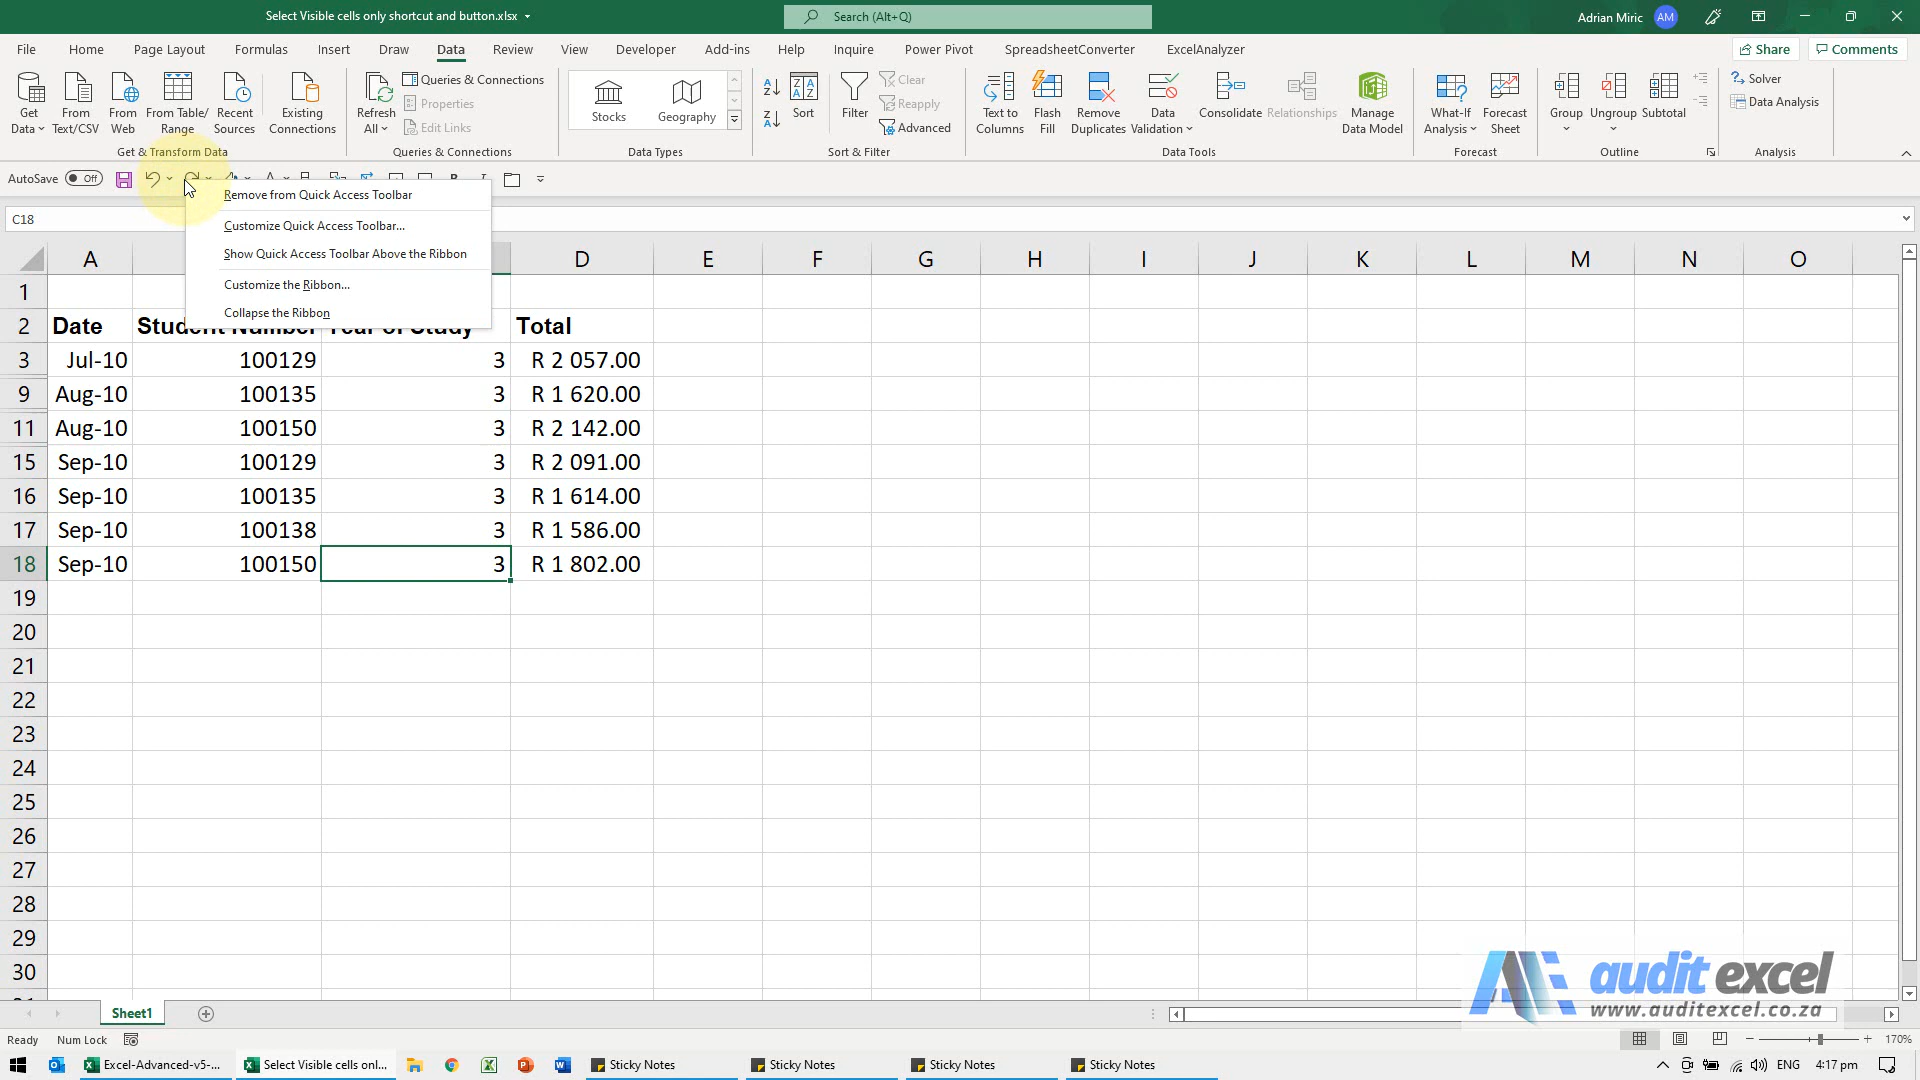 Select Visible cells only shortcut and button.xlsx
Search (Alt+Q)
Adrian Miric AM
File Home Page Layout Formulas Insert Draw Data Review View Developer Add-ins Help Inquire Power Pivot SpreadsheetConverter ExcelAnalyzer
Share Comments
Get Data
From Text/CSV
From Web
From Table/ Range
Recent Sources
Existing Connections
Get & Transform Data
Refresh All
Queries & Connections
Properties
Edit Links
Queries & Connections
Stocks Geography
Data Types
Sort
Filter
Clear
Reapply
Advanced
Sort & Filter
Text to Columns
Flash Fill
Remove Duplicates
Data Validation
Consolidate
Relationships
Manage Data Model
Data Tools
What-If Analysis
Forecast Sheet
Forecast
Group
Ungroup
Subtotal
Outline
Solver
Data Analysis
Analysis
AutoSave Off
Remove from Quick Access Toolbar
Customize Quick Access Toolbar...
Show Quick Access Toolbar Above the Ribbon
Customize the Ribbon...
Collapse the Ribbon
C18
A D E F G H I J K L M N O
1
2 Date Student Number Year of Study Total
3 Jul-10 100129 3 R 2 057.00
9 Aug-10 100135 3 R 1 620.00
11 Aug-10 100150 3 R 2 142.00
15 Sep-10 100129 3 R 2 091.00
16 Sep-10 100135 3 R 1 614.00
17 Sep-10 100138 3 R 1 586.00
18 Sep-10 100150 3 R 1 802.00
19
20
21
22
23
24
25
26
27
28
29
30
audit excel
www.auditexcel.co.za
Sheet1
Ready Num Lock 170%
Excel-Advanced-v5-... Select Visible cells onl... Sticky Notes Sticky Notes Sticky Notes Sticky Notes ENG 4:17 pm